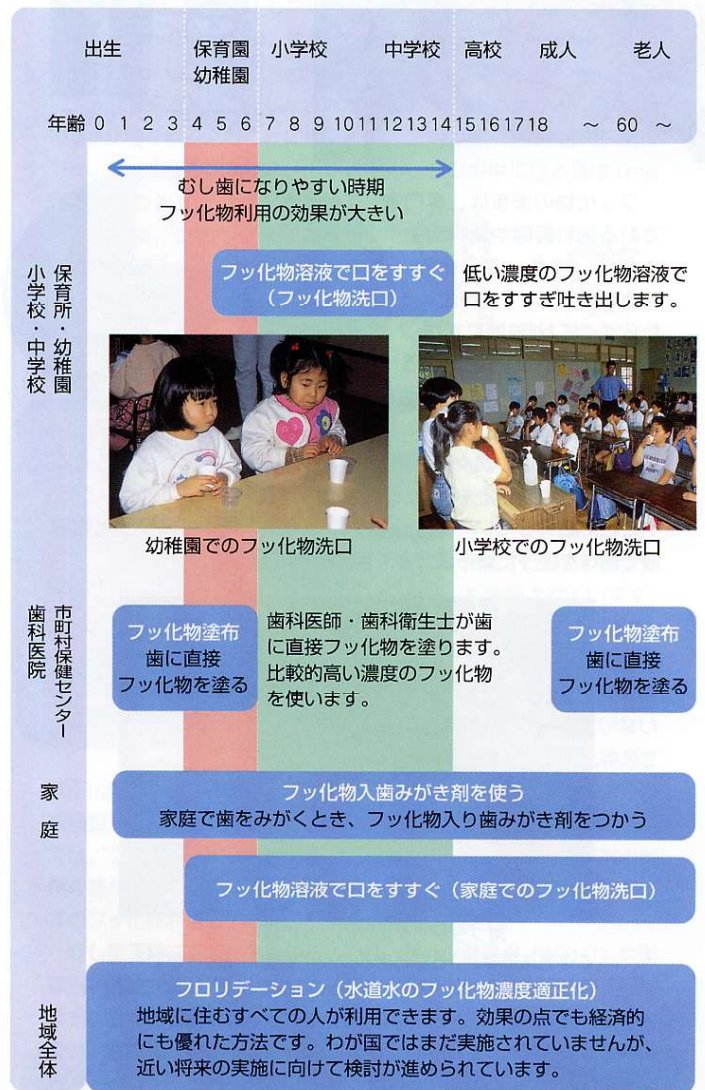 出生
保育園
幼稚園
小学校
中学校
高校
成人
老人
年齢 0 1 2 3 4 5 6 7 8 9 10 11 12 13 14 15 16 17 18 ～ 60 ～
むし歯になりやすい時期
フッ化物利用の効果が大きい
保育所・幼稚園
小学校・中学校
フッ化物溶液で口をすすぐ
（フッ化物洗口）
低い濃度のフッ化物溶液で
口をすすぎ吐き出します。
幼稚園でのフッ化物洗口
小学校でのフッ化物洗口
市町村保健センター
歯科医院
フッ化物塗布
歯に直接
フッ化物を塗る
歯科医師・歯科衛生士が歯
に直接フッ化物を塗ります。
比較的高い濃度のフッ化物
を使います。
フッ化物塗布
歯に直接
フッ化物を塗る
家庭
フッ化物入歯みがき剤を使う
家庭で歯をみがくとき、フッ化物入り歯みがき剤をつかう
フッ化物溶液で口をすすぐ（家庭でのフッ化物洗口）
地域全体
フロリデーション（水道水のフッ化物濃度適正化）
地域に住むすべての人が利用できます。効果の点でも経済的
にも優れた方法です。わが国ではまだ実施されていませんが、
近い将来の実施に向けて検討が進められています。